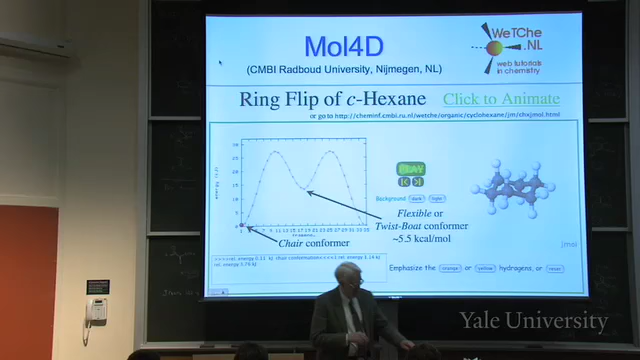 Mol4D
(CMBI Radboud University, Nijmegen, NL)
WeTChe
.NL
web tutorials
in chemistry
Ring Flip of c-Hexane Click to Animate
or go to http://cheminf.cmbi.ru.nl/wetche/organic/cyclohexane/jm/chxjmol.html
PLAY
Background dark light
Flexible or
Twist-Boat conformer
~5.5 kcal/mol
Chair conformer
jmol
Emphasize the orange or yellow hydrogens, or reset
Yale University